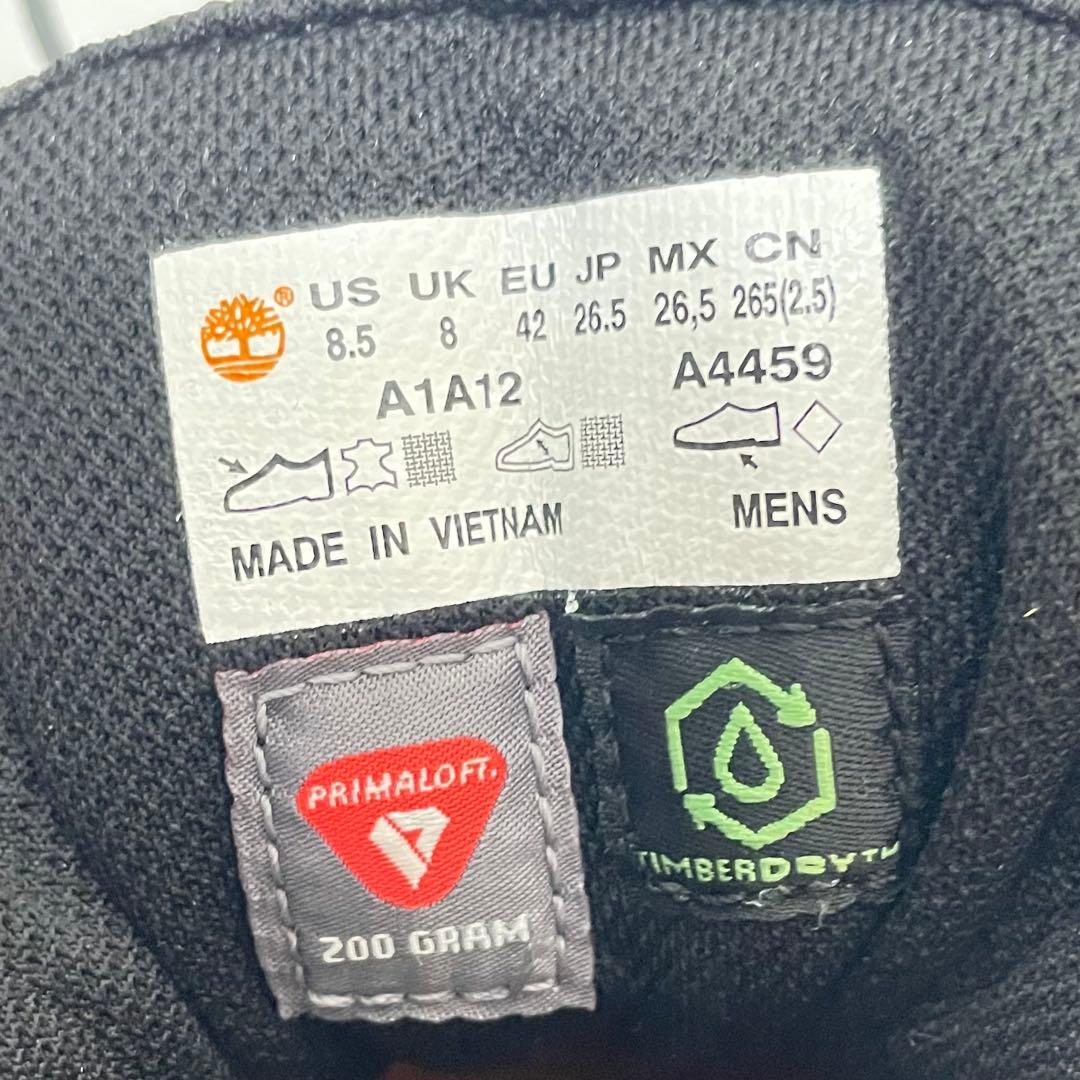 ® US UK EU JP MX CN
8.5 8 42 26.5 26,5 265(2.5)
A1A12 A4459
MADE IN VIETNAM MENS
PRIMALOFT.
200 GRAM
TIMBERDRY™